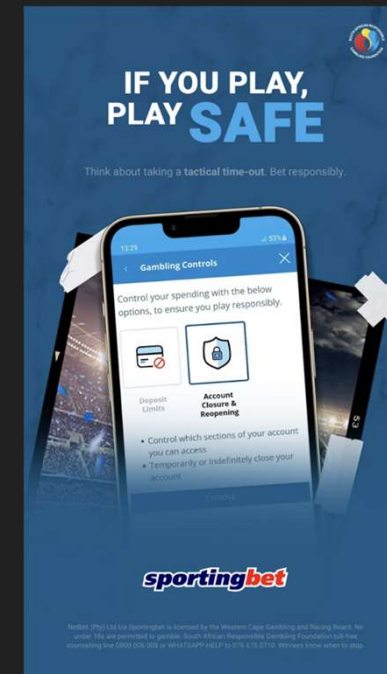 IF YOU PLAY,
PLAY SAFE
Think about taking a tactical time-out. Bet responsibly.
13:29
53%
Gambling Controls
Control your spending with the below
options, to ensure you play responsibly.
Deposit
Limits
Account
Closure &
Reopening
• Control which sections of your account
you can access
• Temporarily or indefinitely close your
account
53
sportingbet
Netbet (Pty) Ltd t/a Sportingbet is licensed by the Western Cape Gambling and Racing Board. No
under 18s are permitted to gamble. South African Responsible Gambling Foundation toll-free
counselling line 0800 006 008 or WHATSAPP HELP to 076 675 0710. Winners know when to stop.